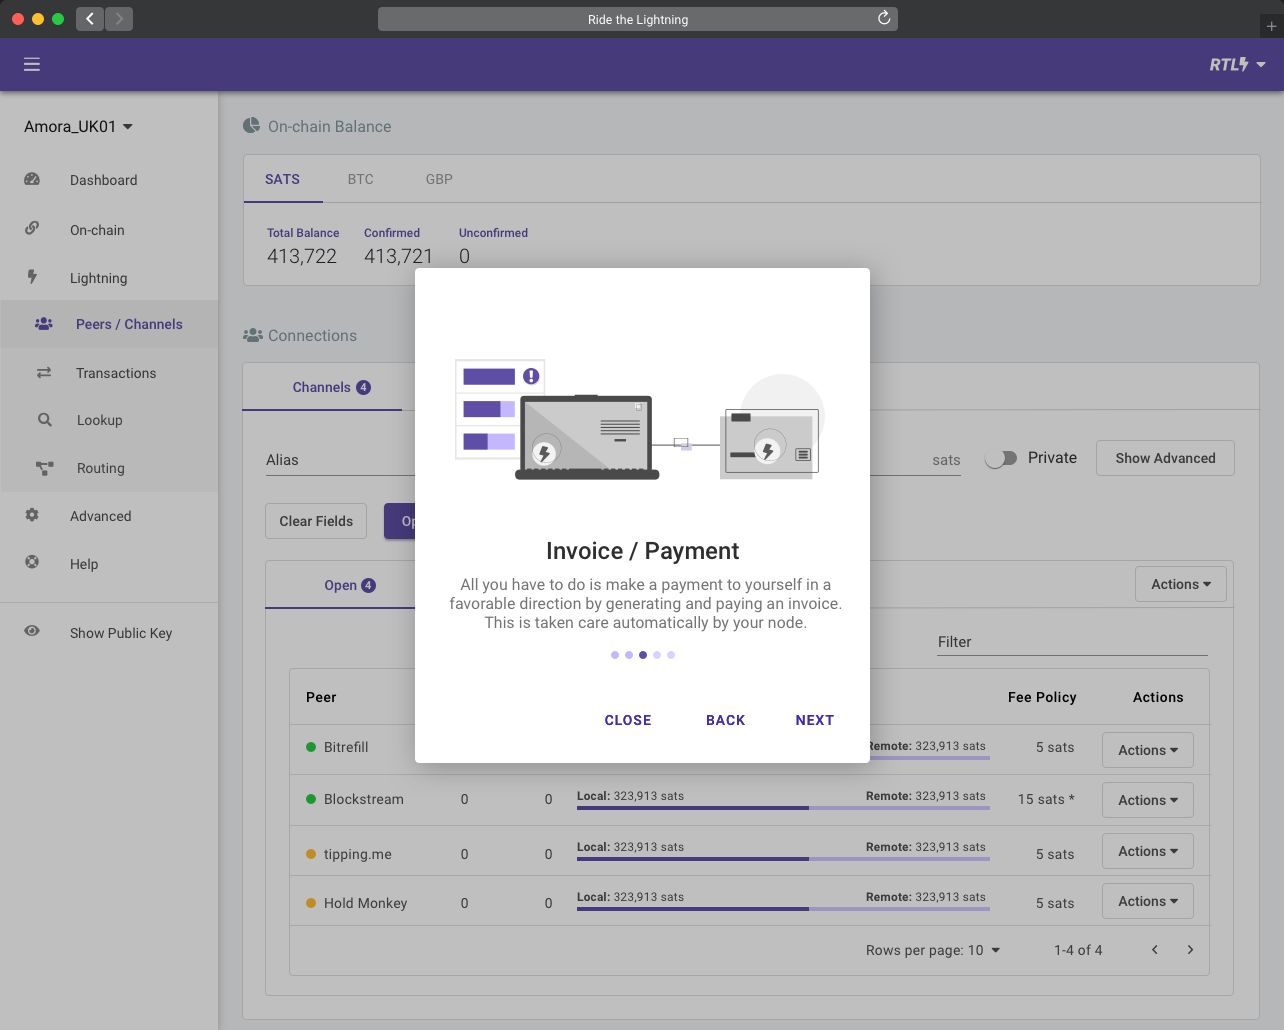 Ride the Lightning
RTL
Amora_UK01
Dashboard
On-chain
Lightning
Peers / Channels
Transactions
Lookup
Routing
Advanced
Help
Show Public Key
On-chain Balance
SATS BTC GBP
Total Balance Confirmed Unconfirmed
413,722 413,721 0
Connections
Channels 4
Alias
sats
Private
Show Advanced
Clear Fields
Open 4
Actions
Filter
Peer Fee Policy Actions
Bitrefill Remote: 323,913 sats 5 sats Actions
Blockstream 0 0 Local: 323,913 sats Remote: 323,913 sats 15 sats * Actions
tipping.me 0 0 Local: 323,913 sats Remote: 323,913 sats 5 sats Actions
Hold Monkey 0 0 Local: 323,913 sats Remote: 323,913 sats 5 sats Actions
Rows per page: 10 1-4 of 4
Invoice / Payment
All you have to do is make a payment to yourself in a
favorable direction by generating and paying an invoice.
This is taken care automatically by your node.
CLOSE BACK NEXT